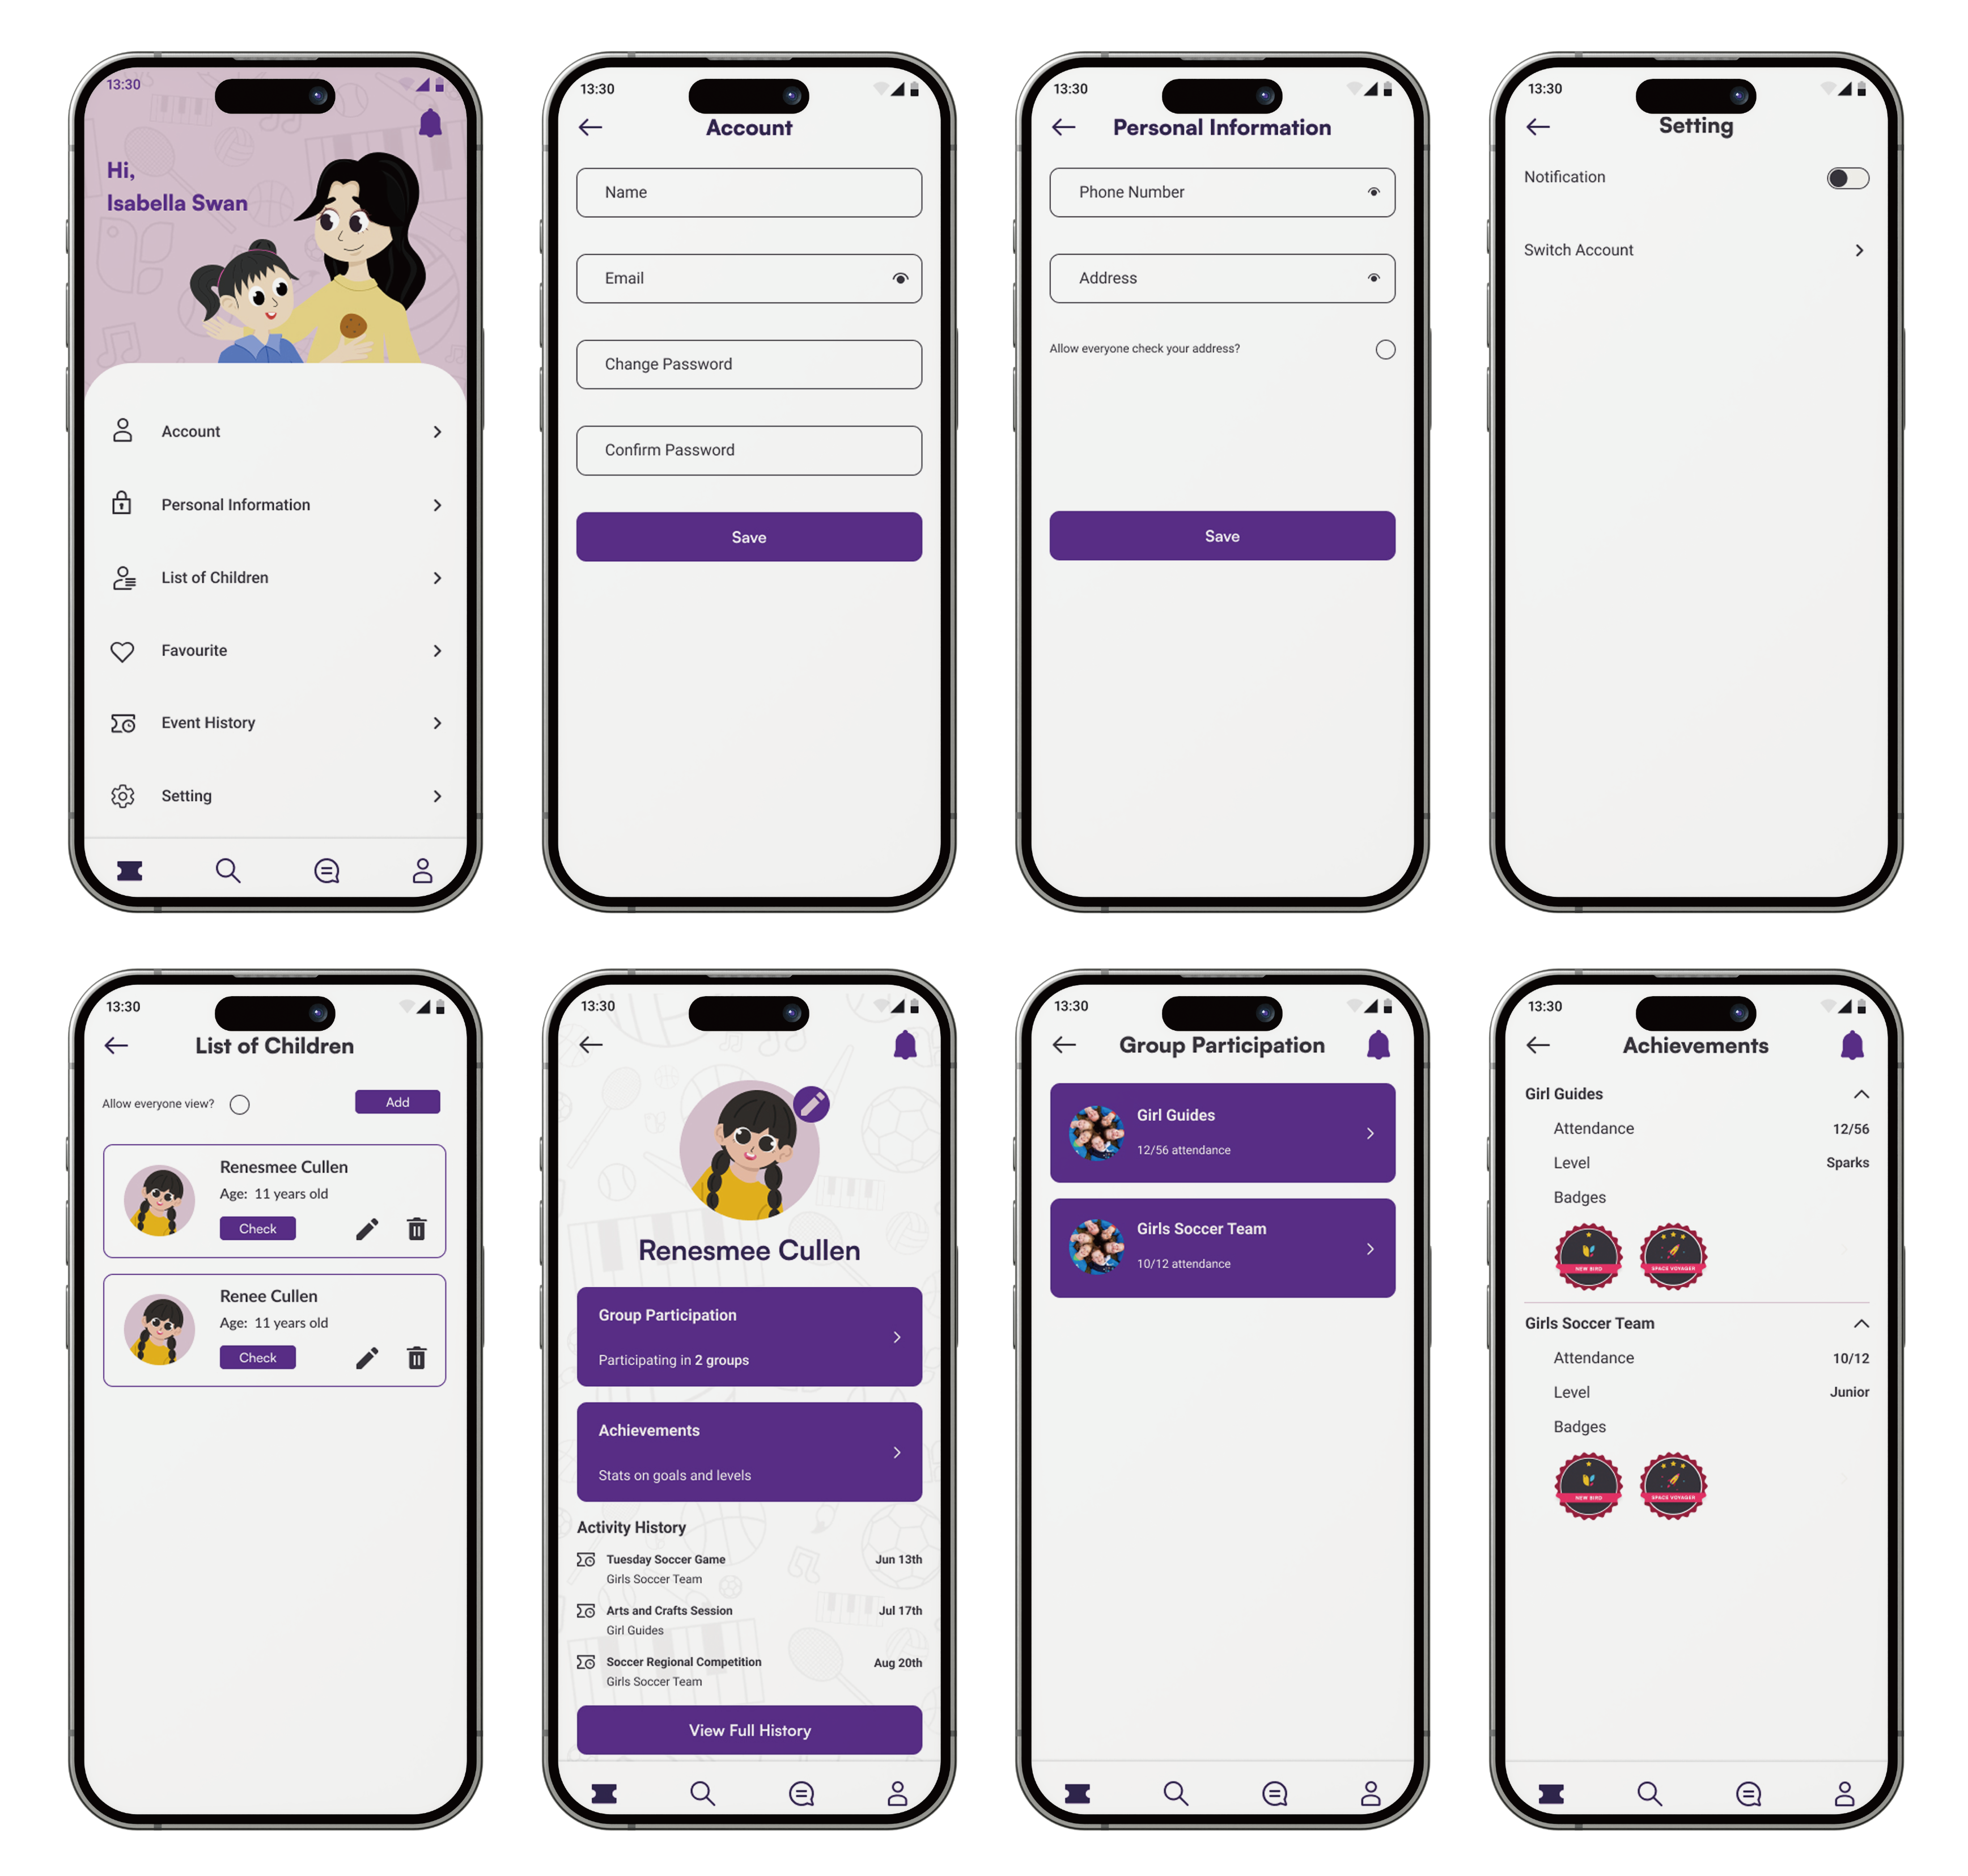 13:30
Hi,
Isabella Swan
Account
Personal Information
List of Children
Favourite
Event History
Setting
13:30
Account
Name
Email
Change Password
Confirm Password
Save
13:30
Personal Information
Phone Number
Address
Allow everyone check your address?
Save
13:30
Setting
Notification
Switch Account
13:30
List of Children
Allow everyone view?
Add
Renesmee Cullen
Age: 11 years old
Check
Renee Cullen
Age: 11 years old
Check
13:30
Renesmee Cullen
Group Participation
Participating in 2 groups
Achievements
Stats on goals and levels
Activity History
Tuesday Soccer Game Jun 13th
Girls Soccer Team
Arts and Crafts Session Jul 17th
Girl Guides
Soccer Regional Competition Aug 20th
Girls Soccer Team
View Full History
13:30
Group Participation
Girl Guides
12/56 attendance
Girls Soccer Team
10/12 attendance
13:30
Achievements
Girl Guides
Attendance 12/56
Level Sparks
Badges
NEW BIRD SPACE VOYAGER
Girls Soccer Team
Attendance 10/12
Level Junior
Badges
NEW BIRD SPACE VOYAGER